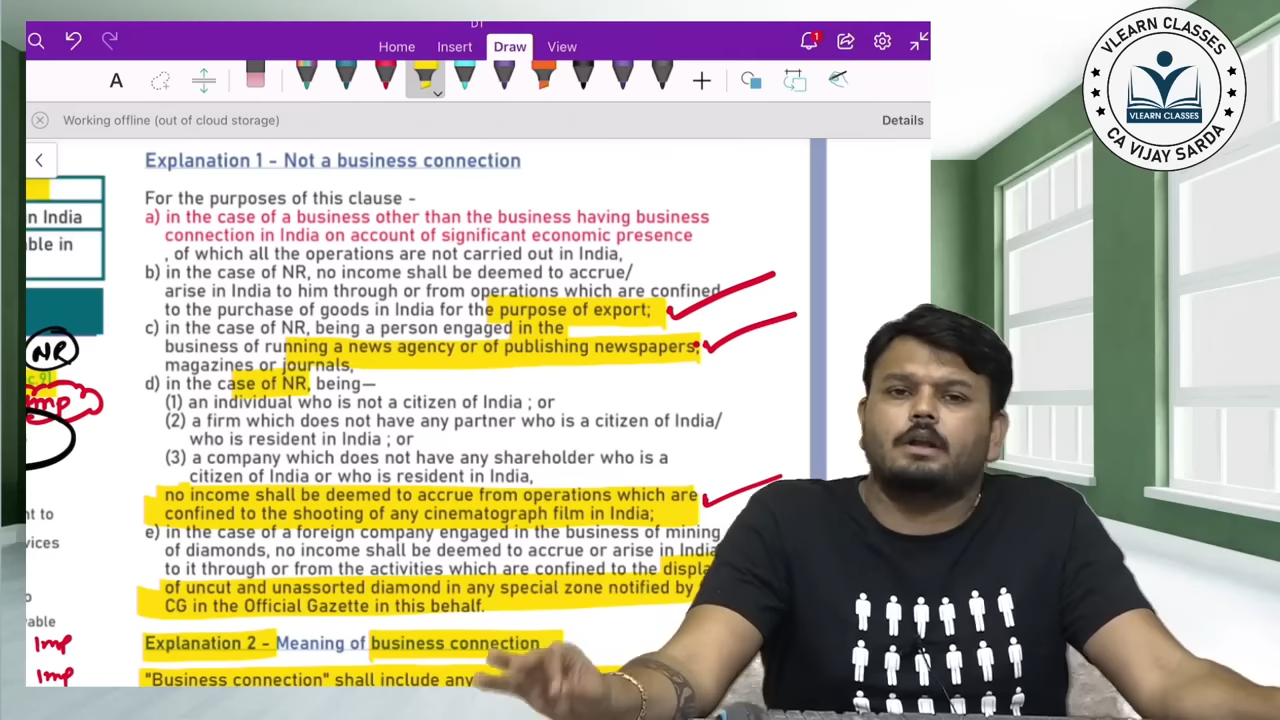 DT
Home Insert Draw View
1
A
Working offline (out of cloud storage) Details
n India
ble in
NR
c.9)
Imp
nt to
vices
o
vable
Imp
Imp
Explanation 1 - Not a business connection
For the purposes of this clause -
a) in the case of a business other than the business having business
connection in India on account of significant economic presence
, of which all the operations are not carried out in India,
b) in the case of NR, no income shall be deemed to accrue/
arise in India to him through or from operations which are confined
to the purchase of goods in India for the purpose of export;
c) in the case of NR, being a person engaged in the
business of running a news agency or of publishing newspapers,
magazines or journals,
d) in the case of NR, being—
(1) an individual who is not a citizen of India ; or
(2) a firm which does not have any partner who is a citizen of India/
who is resident in India ; or
(3) a company which does not have any shareholder who is a
citizen of India or who is resident in India,
no income shall be deemed to accrue from operations which are
confined to the shooting of any cinematograph film in India;
e) in the case of a foreign company engaged in the business of mining
of diamonds, no income shall be deemed to accrue or arise in India
to it through or from the activities which are confined to the displa
of uncut and unassorted diamond in any special zone notified by
CG in the Official Gazette in this behalf.
Explanation 2 - Meaning of business connection
"Business connection" shall include any
VLEARN CLASSES
VLEARN CLASSES
CA VIJAY SARDA